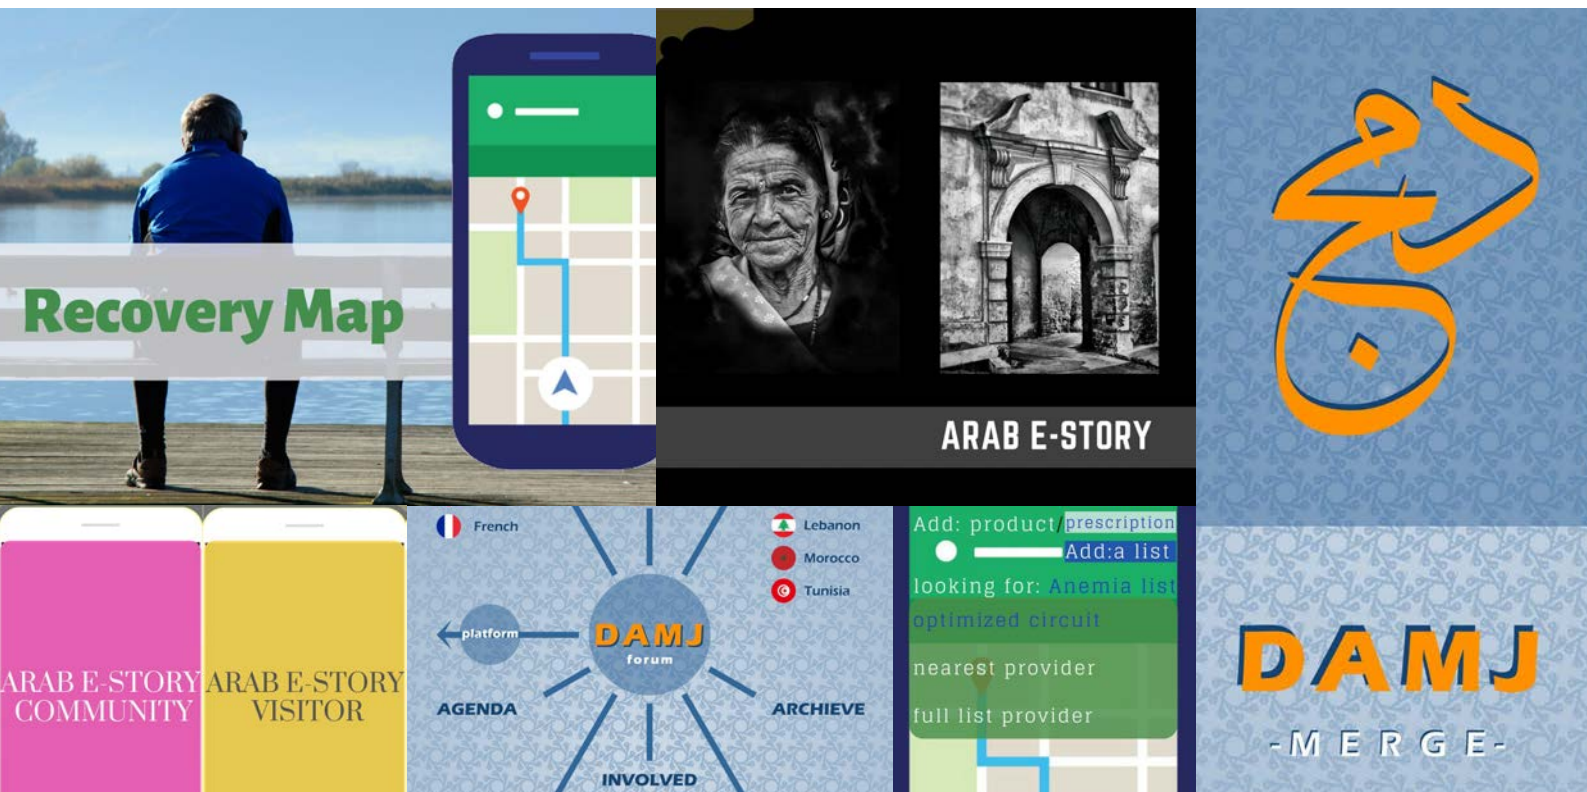 Recovery Map
ARAB E-STORY
دمج
ARAB E-STORY
COMMUNITY
ARAB E-STORY
VISITOR
French
Lebanon
Morocco
Tunisia
platform
DAMJ
forum
AGENDA
ARCHIEVE
INVOLVED
Add: product/prescription
Add:a list
looking for: Anemia list
optimized circuit
nearest provider
full list provider
DAMJ
-MERGE-